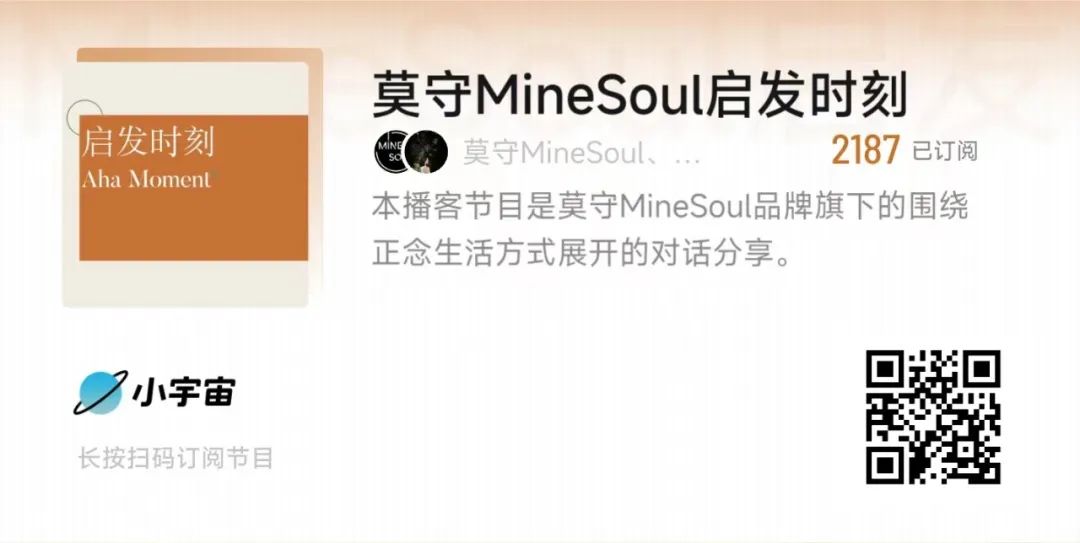 启发时刻
Aha Moment
莫守MineSoul启发时刻
MINE
SO
莫守MineSoul、...
2187 已订阅
本播客节目是莫守MineSoul品牌旗下的围绕
正念生活方式展开的对话分享。
小宇宙
长按扫码订阅节目